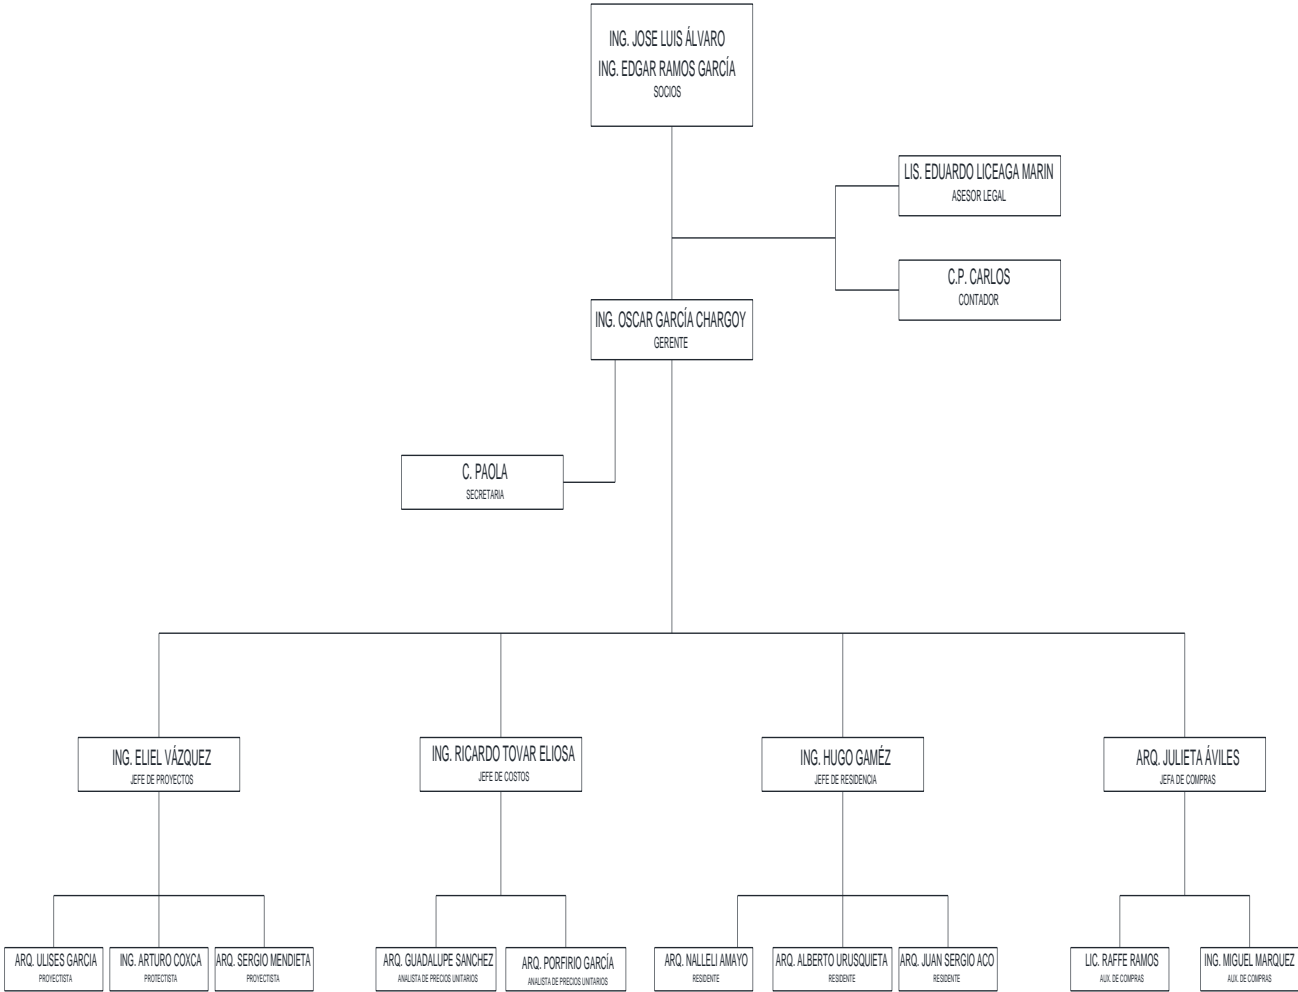 ING. JOSE LUIS ÁLVARO
ING. EDGAR RAMOS GARCÍA
SOCIOS
LIS. EDUARDO LICEAGA MARIN
ASESOR LEGAL
C.P. CARLOS
CONTADOR
ING. OSCAR GARCÍA CHARGOY
GERENTE
C. PAOLA
SECRETARIA
ING. ELIEL VÁZQUEZ
JEFE DE PROYECTOS
ING. RICARDO TOVAR ELIOSA
JEFE DE COSTOS
ING. HUGO GAMÉZ
JEFE DE RESIDENCIA
ARQ. JULIETA ÁVILES
JEFA DE COMPRAS
ARQ. ULISES GARCIA
PROYECTISTA
ING. ARTURO COXCA
PROTECTISTA
ARQ. SERGIO MENDIETA
PROYECTISTA
ARQ. GUADALUPE SANCHEZ
ANALISTA DE PRECIOS UNITARIOS
ARQ. PORFIRIO GARCÍA
ANALISTA DE PRECIOS UNITARIOS
ARQ. NALLELI AMAYO
RESIDENTE
ARQ. ALBERTO URUSQUIETA
RESIDENTE
ARQ. JUAN SERGIO ACO
RESIDENTE
LIC. RAFFE RAMOS
AUX. DE COMPRAS
ING. MIGUEL MARQUEZ
AUX. DE COMPRAS